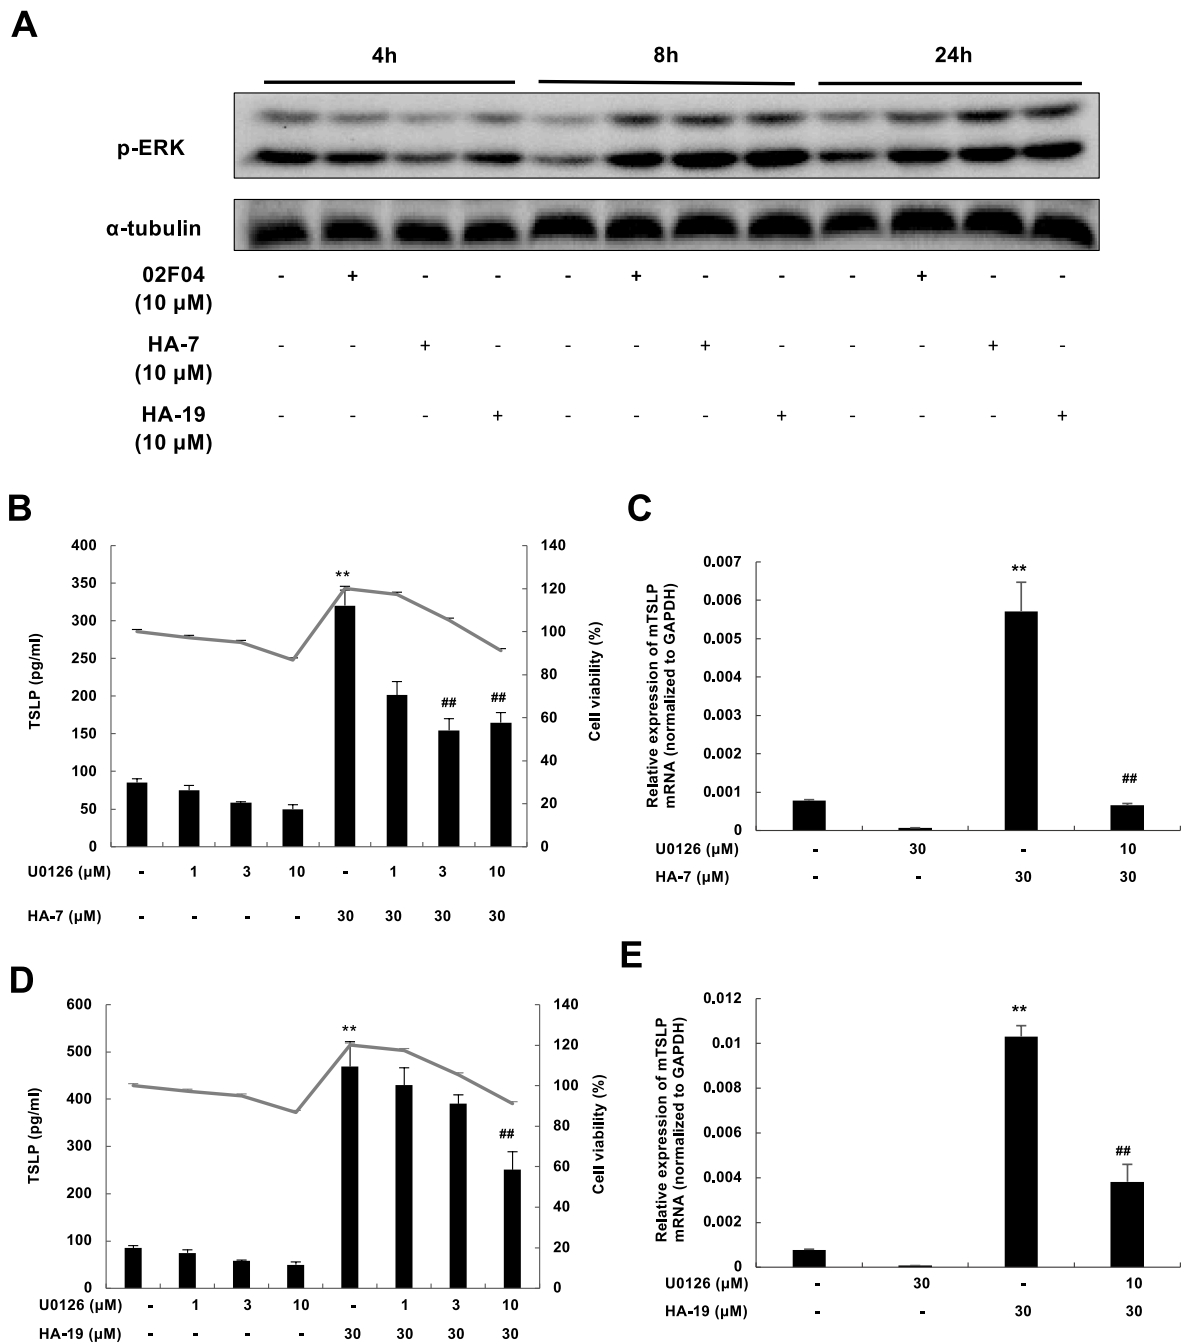 A
4h 8h 24h
p-ERK
α-tubulin
02F04 - + - - - + - - - + - -
(10 μM)
HA-7 - - + - - - + - - - + -
(10 μM)
HA-19 - - - + - - - + - - - +
(10 μM)
B
TSLP (pg/ml)
400
350
300
250
200
150
100
50
0
**
##
##
140
120
100
80
60
40
20
0
Cell viability (%)
U0126 (μM) - 1 3 10 - 1 3 10
HA-7 (μM) - - - - 30 30 30 30
C
Relative expression of mTSLP
mRNA (normalized to GAPDH)
0.007
0.006
0.005
0.004
0.003
0.002
0.001
0
**
##
U0126 (μM) - 30 - 10
HA-7 (μM) - - 30 30
D
TSLP (pg/ml)
600
500
400
300
200
100
0
**
##
140
120
100
80
60
40
20
0
Cell viability (%)
U0126 (μM) - 1 3 10 - 1 3 10
HA-19 (μM) - - - - 30 30 30 30
E
Relative expression of mTSLP
mRNA (normalized to GAPDH)
0.012
0.01
0.008
0.006
0.004
0.002
0
**
##
U0126 (μM) - 30 - 10
HA-19 (μM) - - 30 30